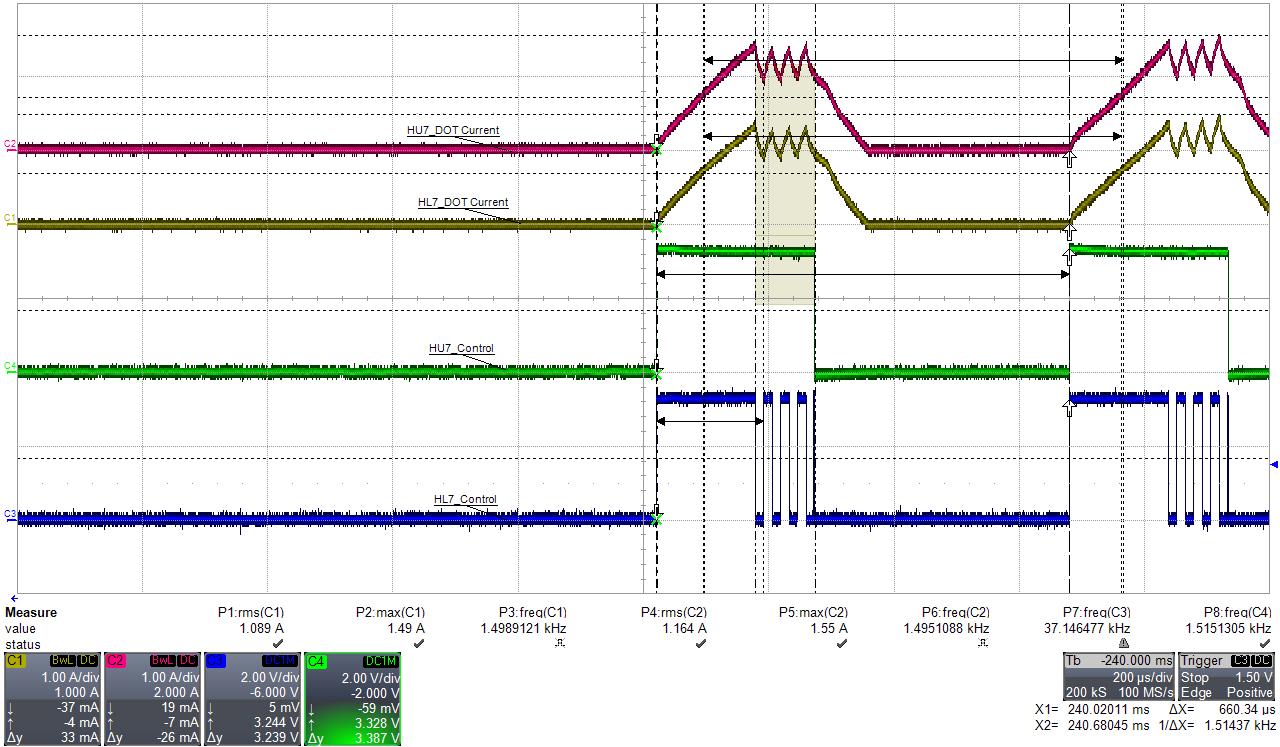 HU7_DOT Current
C2
HL7_DOT Current
C1
HU7_Control
C4
HL7_Control
C3
Measure P1:rms(C1) P2:max(C1) P3:freq(C1) P4:rms(C2) P5:max(C2) P6:freq(C2) P7:freq(C3) P8:freq(C4)
value 1.089 A 1.49 A 1.4989121 kHz 1.164 A 1.55 A 1.4951088 kHz 37.146477 kHz 1.5151305 kHz
status
C1 BwL DC C2 BwL DC C3 DC1M C4 DC1M
1.00 A/div 1.00 A/div 2.00 V/div 2.00 V/div
1.000 A 2.000 A -6.000 V -2.000 V
↓ -37 mA ↓ 19 mA ↓ 5 mV ↓ -59 mV
↑ -4 mA ↑ -7 mA ↑ 3.244 V ↑ 3.328 V
Δy 33 mA Δy -26 mA Δy 3.239 V Δy 3.387 V
Tb -240.000 ms Trigger C3 DC
200 µs/div Stop 1.50 V
200 kS 100 MS/s Edge Positive
X1= 240.02011 ms ΔX= 660.34 µs
X2= 240.68045 ms 1/ΔX= 1.51437 kHz